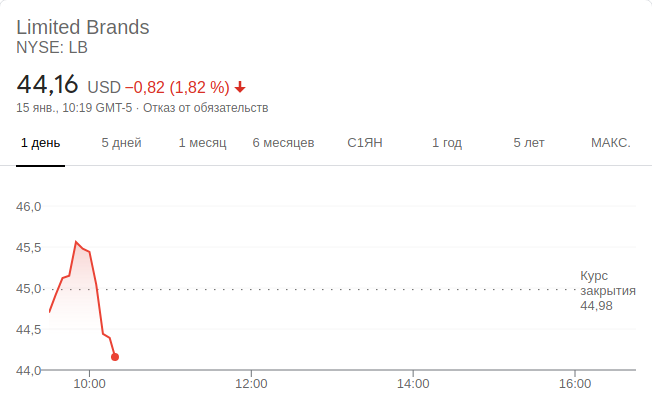 Limited Brands
NYSE: LB
44,16 USD −0,82 (1,82 %)
15 янв., 10:19 GMT-5 · Отказ от обязательств
1 день 5 дней 1 месяц 6 месяцев С1ЯН 1 год 5 лет МАКС.
46,0
45,5
45,0
44,5
44,0
Курс
закрытия
44,98
10:00 12:00 14:00 16:00